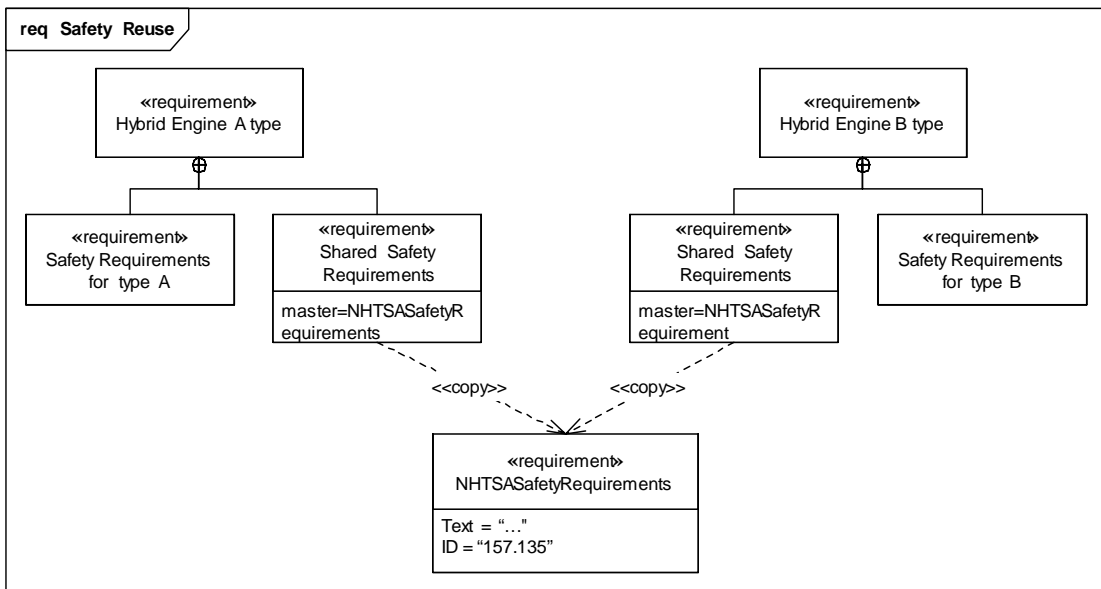 req Safety Reuse
«requirement»
Hybrid Engine A type
«requirement»
Hybrid Engine B type
«requirement»
Safety Requirements
for type A
«requirement»
Shared Safety
Requirements
master=NHTSASafetyR
equirements
«requirement»
Shared Safety
Requirements
master=NHTSASafetyR
equirement
«requirement»
Safety Requirements
for type B
<<copy>>
<<copy>>
«requirement»
NHTSASafetyRequirements
Text = “…"
ID = “157.135”